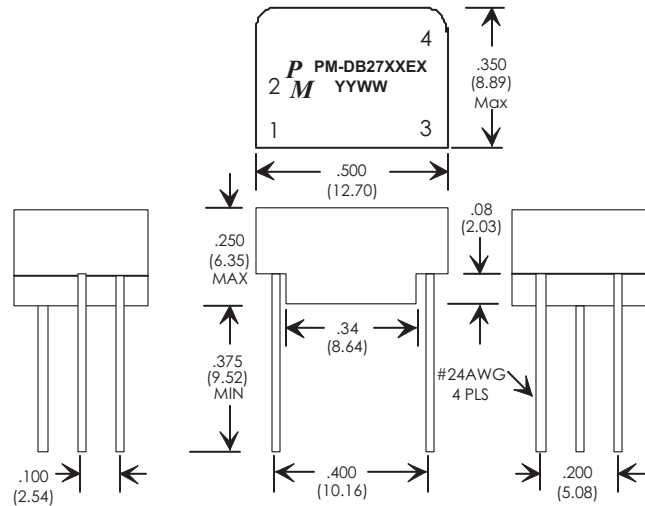 4
P PM-DB27XXEX
2 M YYWW
1 3
.350
(8.89)
Max
.500
(12.70)
.250
(6.35)
MAX
.08
(2.03)
.34
(8.64)
.375
(9.52)
MIN
#24AWG
4 PLS
.100
(2.54)
.400
(10.16)
.200
(5.08)